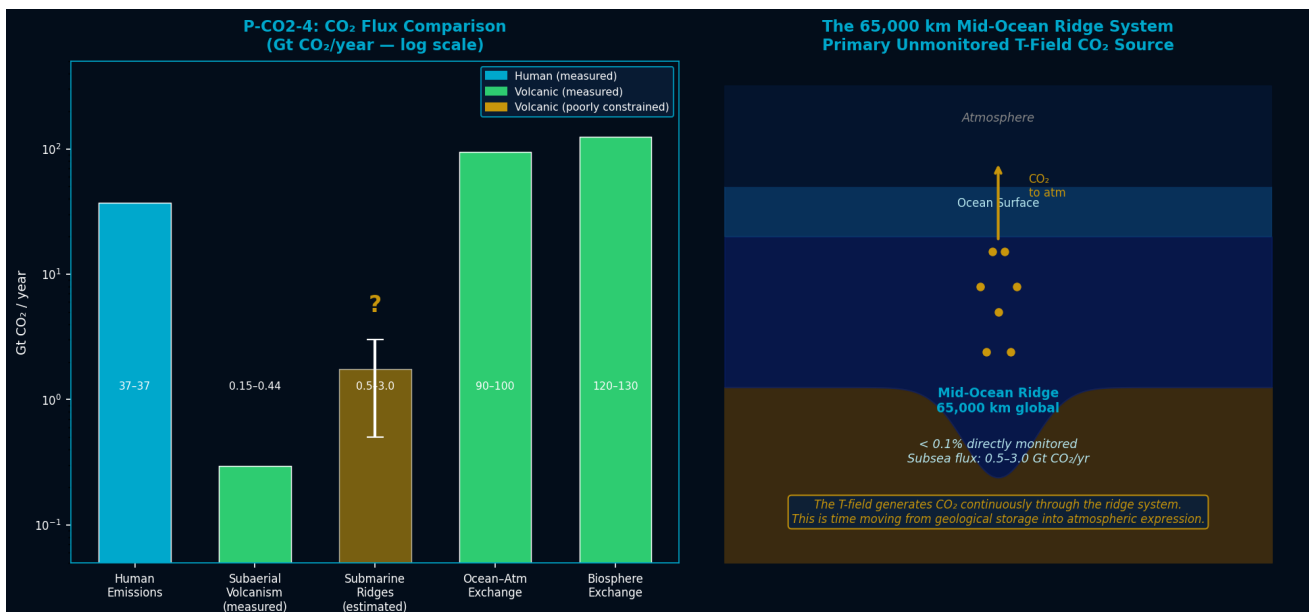 P-CO2-4: CO₂ Flux Comparison
(Gt CO₂/year — log scale)
Human (measured)
Volcanic (measured)
Volcanic (poorly constrained)
Gt CO₂ / year
10²
10¹
10⁰
10⁻¹
?
37–37
0.15–0.44
0.5–3.0
90–100
120–130
Human
Emissions
Subaerial
Volcanism
(measured)
Submarine
Ridges
(estimated)
Ocean–Atm
Exchange
Biosphere
Exchange
The 65,000 km Mid-Ocean Ridge System
Primary Unmonitored T-Field CO₂ Source
Atmosphere
CO₂
to atm
Ocean Surface
Mid-Ocean Ridge
65,000 km global
< 0.1% directly monitored
Subsea flux: 0.5–3.0 Gt CO₂/yr
The T-field generates CO₂ continuously through the ridge system.
This is time moving from geological storage into atmospheric expression.